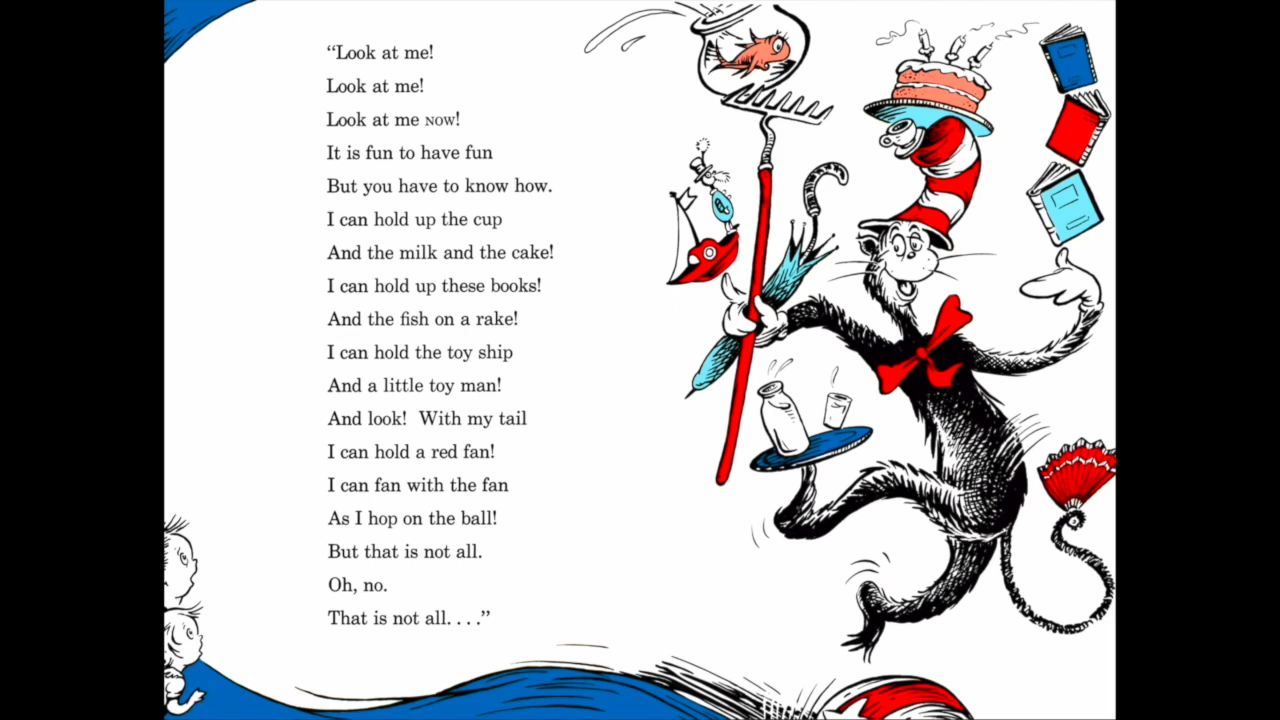 “Look at me!
Look at me!
Look at me NOW!
It is fun to have fun
But you have to know how.
I can hold up the cup
And the milk and the cake!
I can hold up these books!
And the fish on a rake!
I can hold the toy ship
And a little toy man!
And look!  With my tail
I can hold a red fan!
I can fan with the fan
As I hop on the ball!
But that is not all.
Oh, no.
That is not all. . . .”